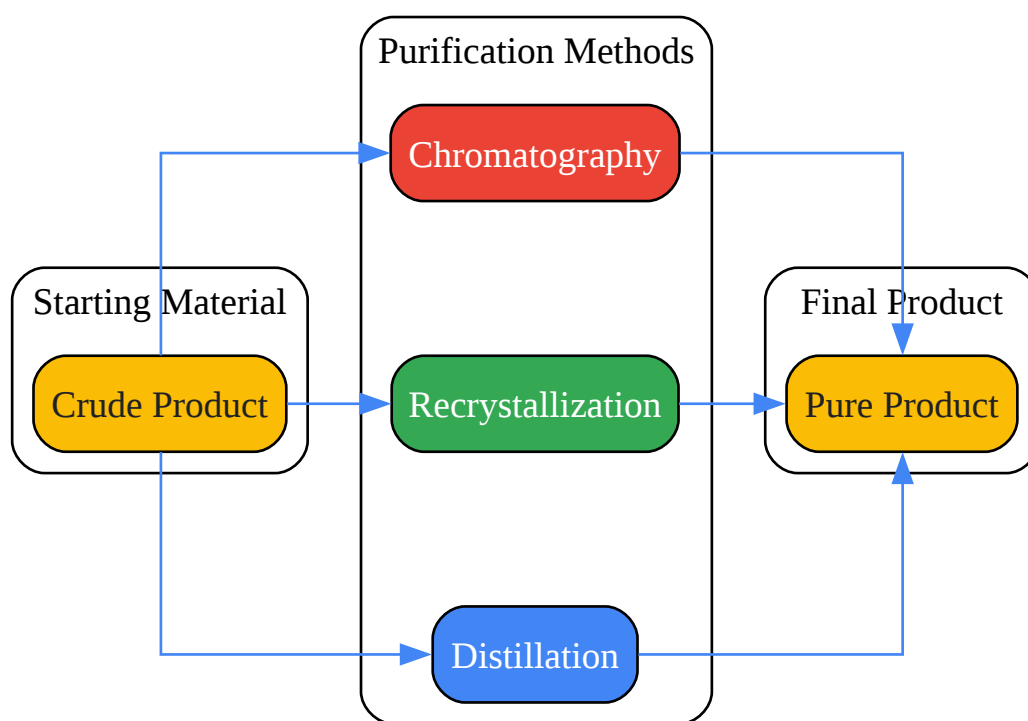 Purification Methods
Chromatography
Starting Material
Final Product
Crude Product
Recrystallization
Pure Product
Distillation